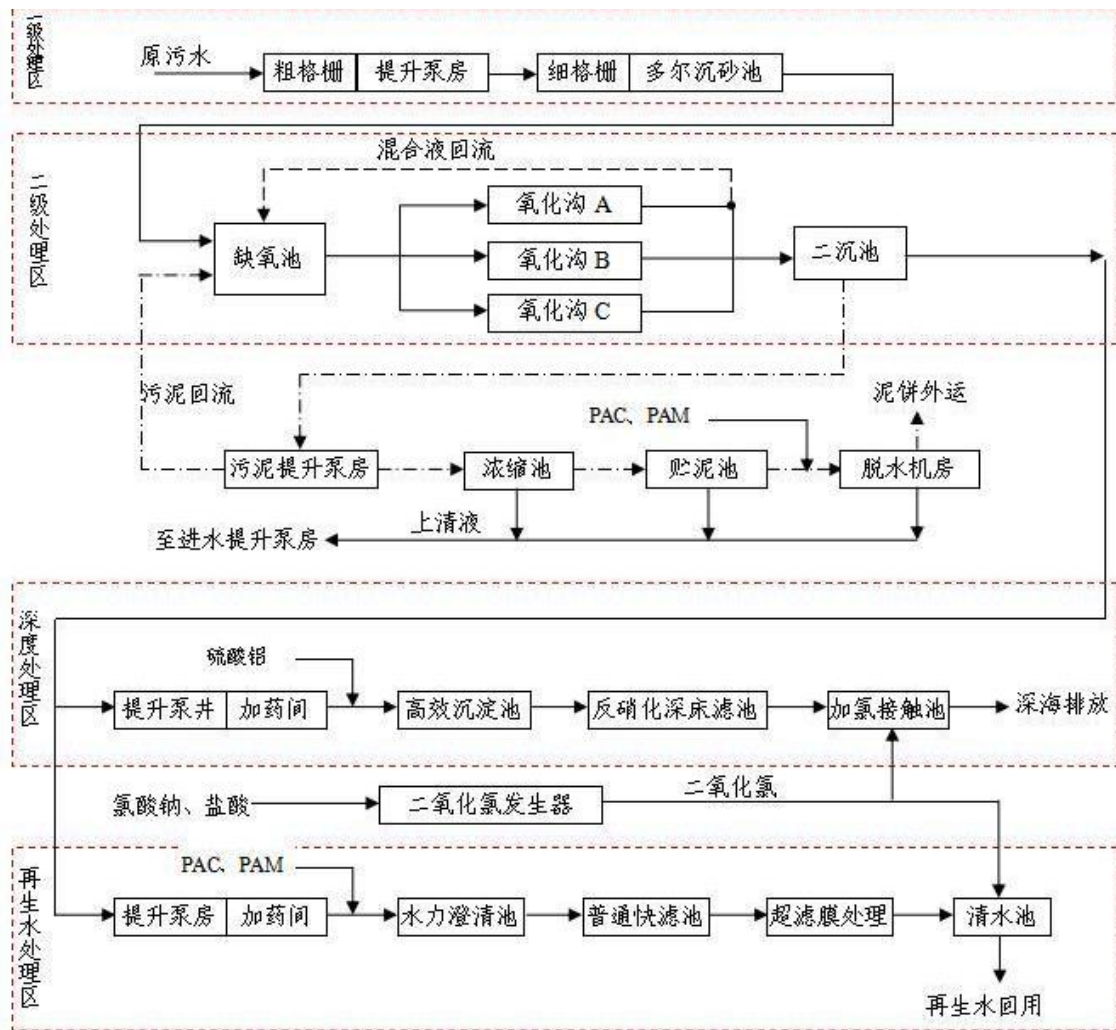 一级处理区
原污水
粗格栅 提升泵房 细格栅 多尔沉砂池
二级处理区
混合液回流
氧化沟 A
缺氧池 氧化沟 B 二沉池
氧化沟 C
污泥回流 泥饼外运
PAC、PAM
污泥提升泵房 浓缩池 贮泥池 脱水机房
上清液
至进水提升泵房
深度处理区
硫酸铝
提升泵井 加药间 高效沉淀池 反硝化深床滤池 加氯接触池 深海排放
二氧化氯
氯酸钠、盐酸 二氧化氯发生器
再生水处理区
PAC、PAM
提升泵房 加药间 水力澄清池 普通快滤池 超滤膜处理 清水池
再生水回用